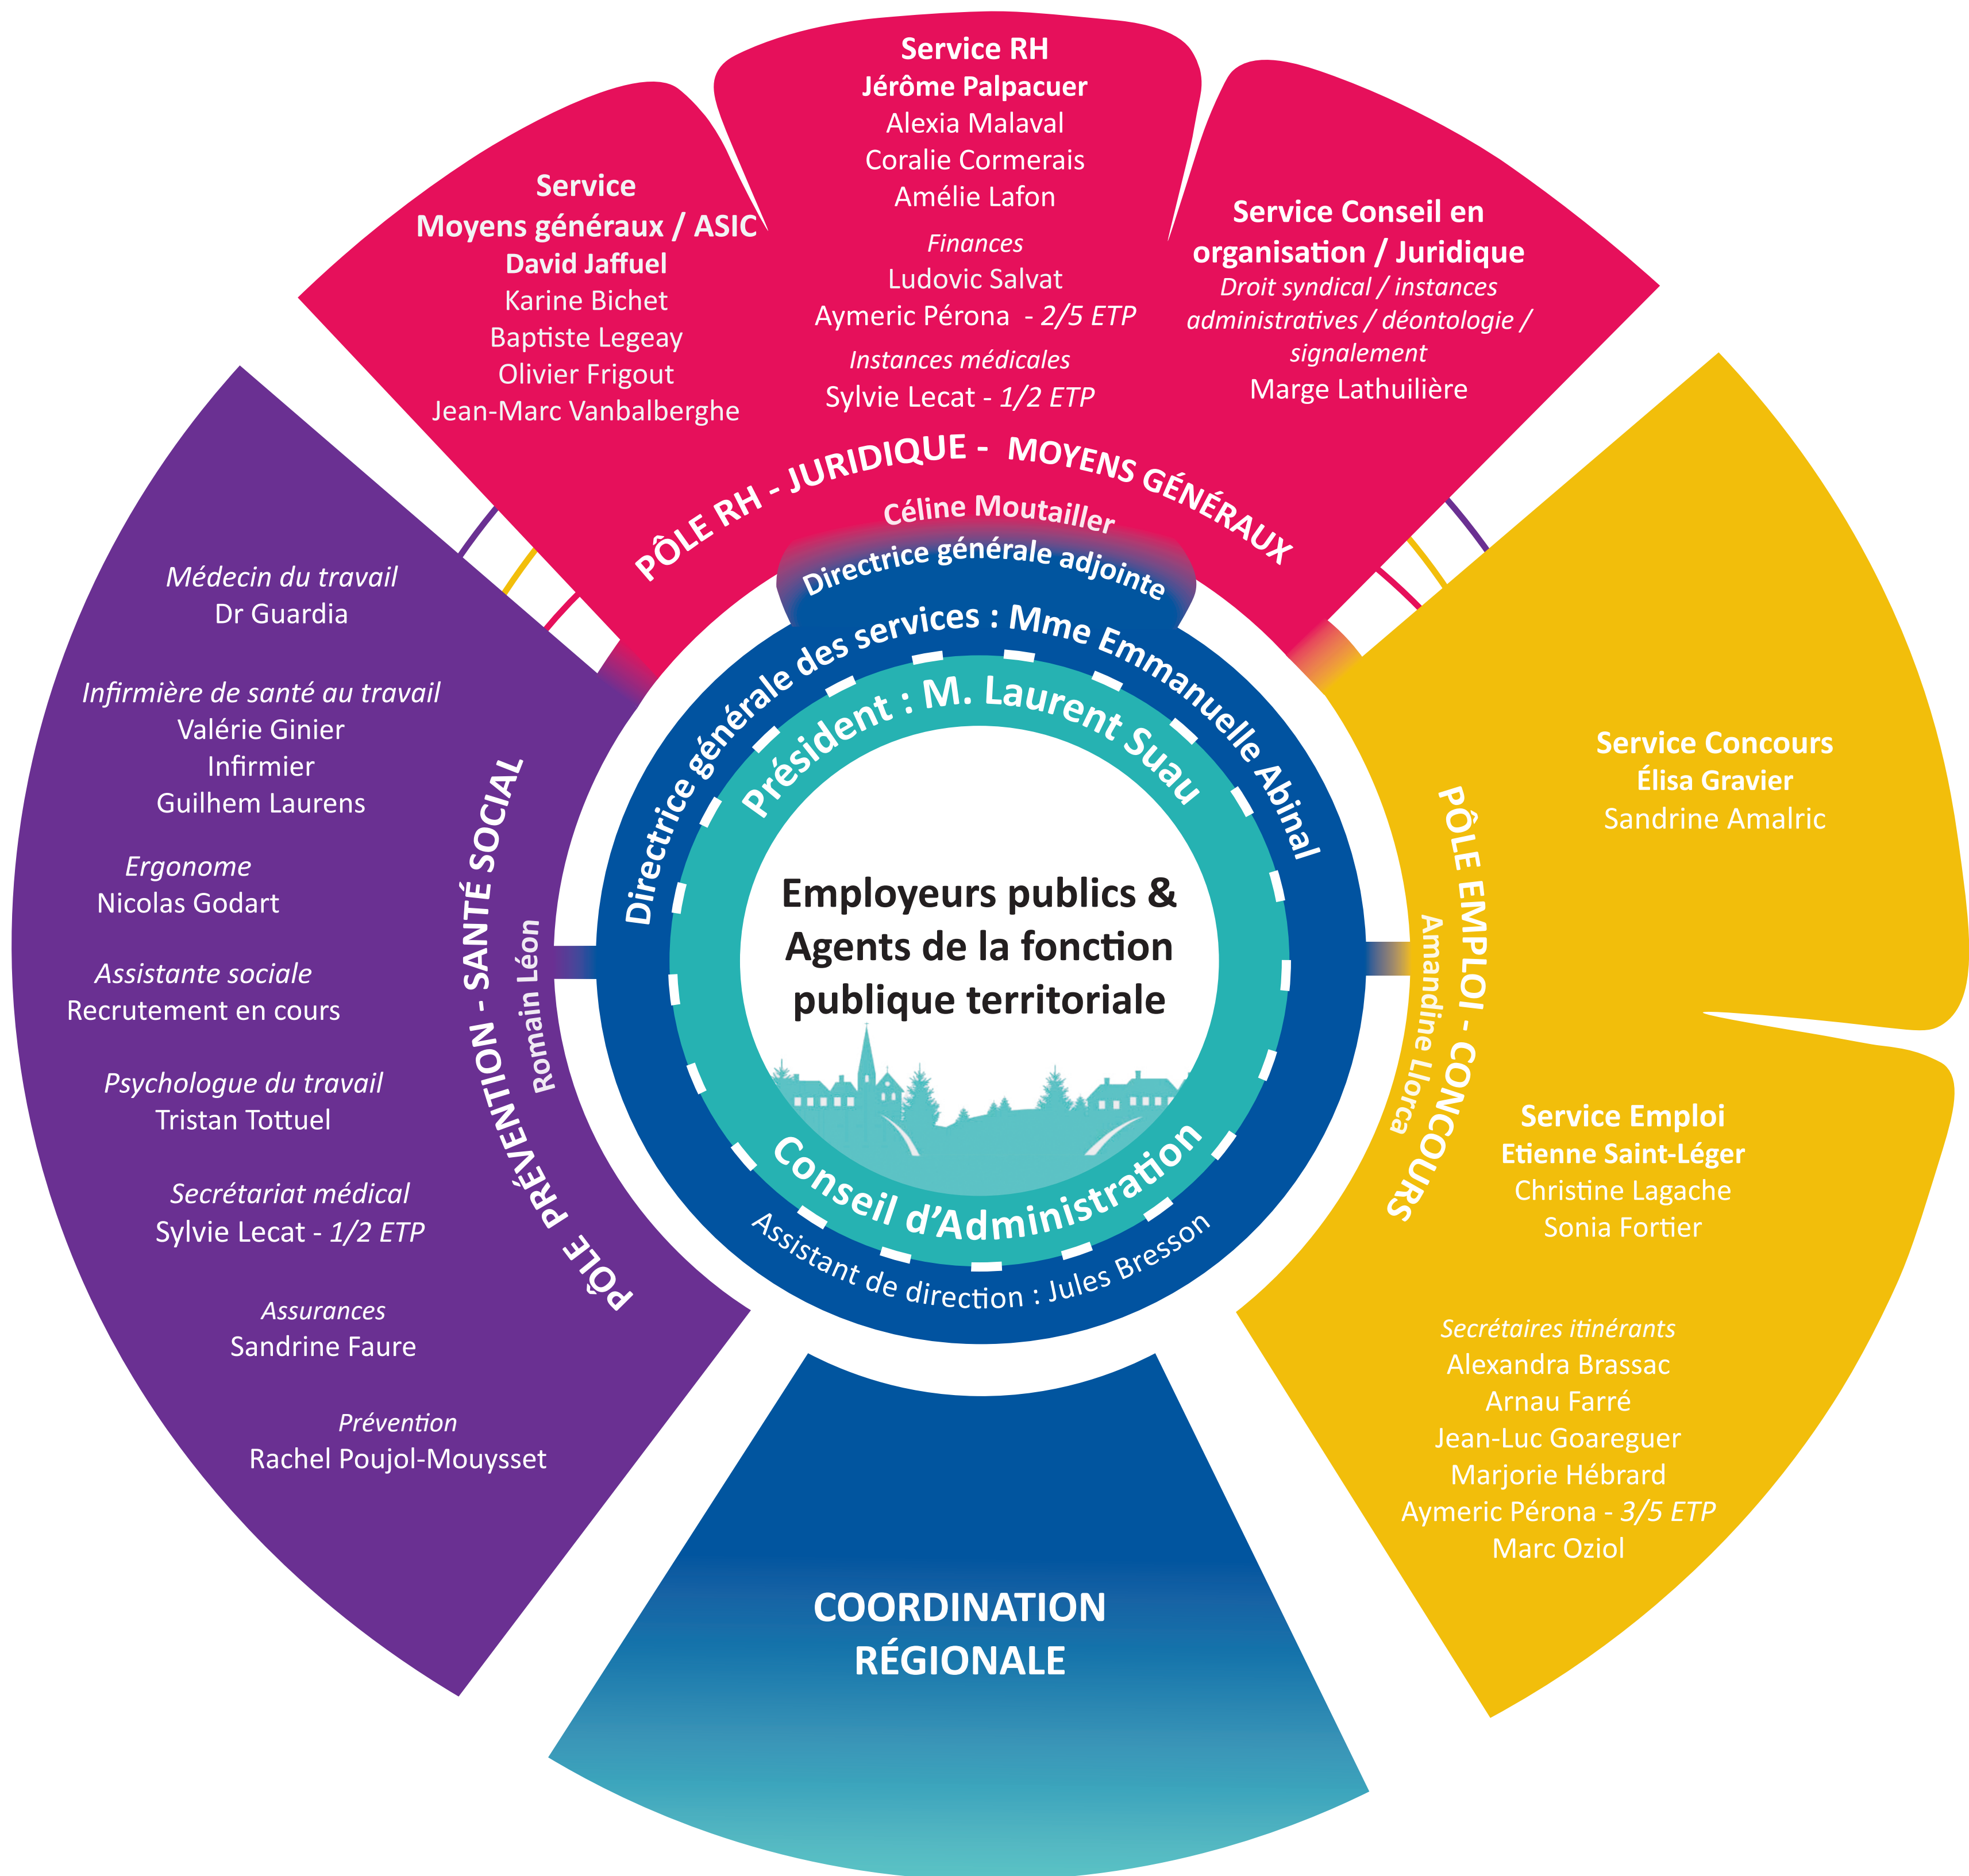 Service RH
Jérôme Palpacuer
Alexia Malaval
Coralie Cormerais
Amélie Lafon
Finances
Ludovic Salvat
Aymeric Pérona - 2/5 ETP
Instances médicales
Sylvie Lecat - 1/2 ETP
Service
Moyens généraux / ASIC
David Jaffuel
Karine Bichet
Baptiste Legeay
Olivier Frigout
Jean-Marc Vanbalberghe
Service Conseil en
organisation / Juridique
Droit syndical / instances
administratives / déontologie /
signalement
Marge Lathuilière
PÔLE RH - JURIDIQUE - MOYENS GÉNÉRAUX
Céline Moutailler
Directrice générale adjointe
Directrice générale des services : Mme Emmanuelle Abinal
Président : M. Laurent Suau
Employeurs publics &
Agents de la fonction
publique territoriale
Conseil d'Administration
Assistant de direction : Jules Bresson
Médecin du travail
Dr Guardia
Infirmière de santé au travail
Valérie Ginier
Infirmier
Guilhem Laurens
Ergonome
Nicolas Godart
Assistante sociale
Recrutement en cours
Psychologue du travail
Tristan Tottuel
Secrétariat médical
Sylvie Lecat - 1/2 ETP
Assurances
Sandrine Faure
Prévention
Rachel Poujol-Mouysset
PÔLE PRÉVENTION - SANTÉ SOCIAL
Romain Léon
PÔLE EMPLOI - CONCOURS
Amandine Llorca
Service Concours
Élisa Gravier
Sandrine Amalric
Service Emploi
Etienne Saint-Léger
Christine Lagache
Sonia Fortier
Secrétaires itinérants
Alexandra Brassac
Arnau Farré
Jean-Luc Goareguer
Marjorie Hébrard
Aymeric Pérona - 3/5 ETP
Marc Oziol
COORDINATION
RÉGIONALE